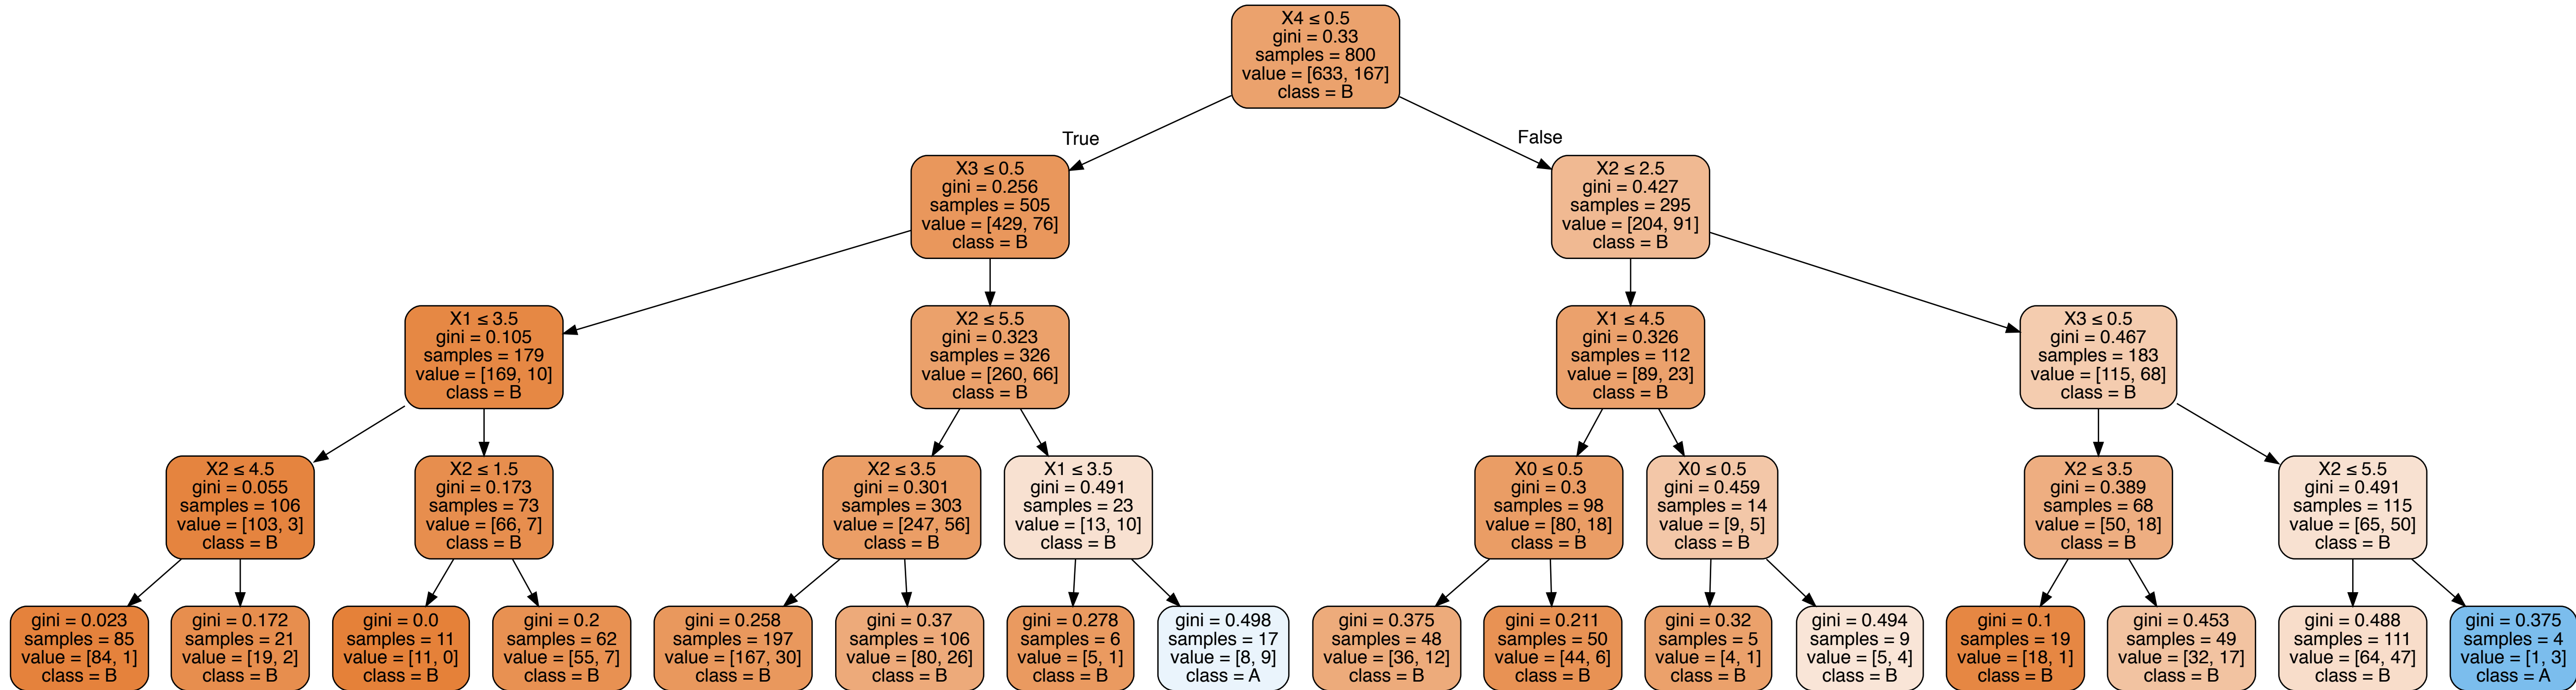 X4 ≤ 0.5
gini = 0.33
samples = 800
value = [633, 167]
class = B
True
False
X3 ≤ 0.5
gini = 0.256
samples = 505
value = [429, 76]
class = B
X2 ≤ 2.5
gini = 0.427
samples = 295
value = [204, 91]
class = B
X1 ≤ 3.5
gini = 0.105
samples = 179
value = [169, 10]
class = B
X2 ≤ 5.5
gini = 0.323
samples = 326
value = [260, 66]
class = B
X1 ≤ 4.5
gini = 0.326
samples = 112
value = [89, 23]
class = B
X3 ≤ 0.5
gini = 0.467
samples = 183
value = [115, 68]
class = B
X2 ≤ 4.5
gini = 0.055
samples = 106
value = [103, 3]
class = B
X2 ≤ 1.5
gini = 0.173
samples = 73
value = [66, 7]
class = B
X2 ≤ 3.5
gini = 0.301
samples = 303
value = [247, 56]
class = B
X1 ≤ 3.5
gini = 0.491
samples = 23
value = [13, 10]
class = B
X0 ≤ 0.5
gini = 0.3
samples = 98
value = [80, 18]
class = B
X0 ≤ 0.5
gini = 0.459
samples = 14
value = [9, 5]
class = B
X2 ≤ 3.5
gini = 0.389
samples = 68
value = [50, 18]
class = B
X2 ≤ 5.5
gini = 0.491
samples = 115
value = [65, 50]
class = B
gini = 0.023
samples = 85
value = [84, 1]
class = B
gini = 0.172
samples = 21
value = [19, 2]
class = B
gini = 0.0
samples = 11
value = [11, 0]
class = B
gini = 0.2
samples = 62
value = [55, 7]
class = B
gini = 0.258
samples = 197
value = [167, 30]
class = B
gini = 0.37
samples = 106
value = [80, 26]
class = B
gini = 0.278
samples = 6
value = [5, 1]
class = B
gini = 0.498
samples = 17
value = [8, 9]
class = A
gini = 0.375
samples = 48
value = [36, 12]
class = B
gini = 0.211
samples = 50
value = [44, 6]
class = B
gini = 0.32
samples = 5
value = [4, 1]
class = B
gini = 0.494
samples = 9
value = [5, 4]
class = B
gini = 0.1
samples = 19
value = [18, 1]
class = B
gini = 0.453
samples = 49
value = [32, 17]
class = B
gini = 0.488
samples = 111
value = [64, 47]
class = B
gini = 0.375
samples = 4
value = [1, 3]
class = A